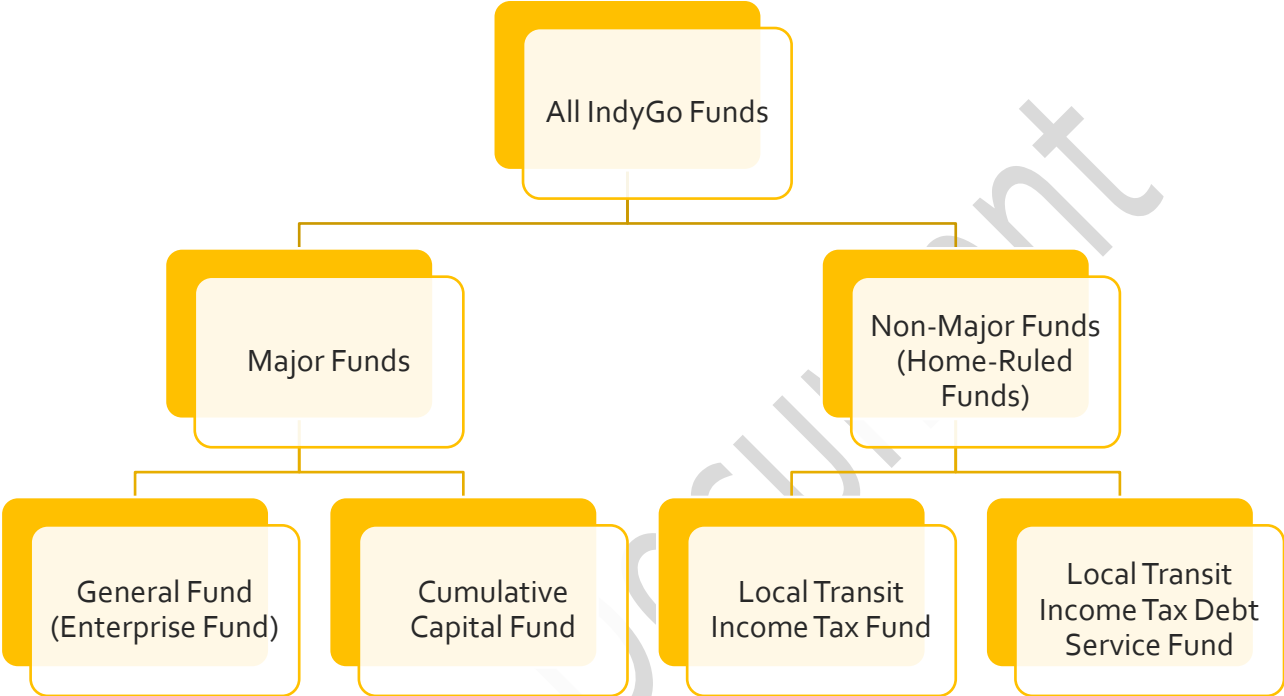 All IndyGo Funds
Major Funds
Non-Major Funds
(Home-Ruled
Funds)
General Fund
(Enterprise Fund)
Cumulative
Capital Fund
Local Transit
Income Tax Fund
Local Transit
Income Tax Debt
Service Fund